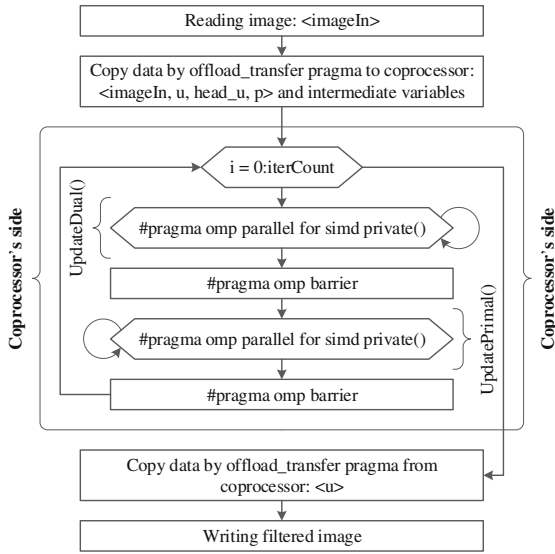 Reading image: <imageIn>
Copy data by offload_transfer pragma to coprocessor:
<imageIn, u, head_u, p> and intermediate variables
Coprocessor's side
Coprocessor's side
i = 0:iterCount
UpdateDual()
#pragma omp parallel for simd private()
#pragma omp barrier
#pragma omp parallel for simd private()
UpdatePrimal()
#pragma omp barrier
Copy data by offload_transfer pragma from
coprocessor: <u>
Writing filtered image